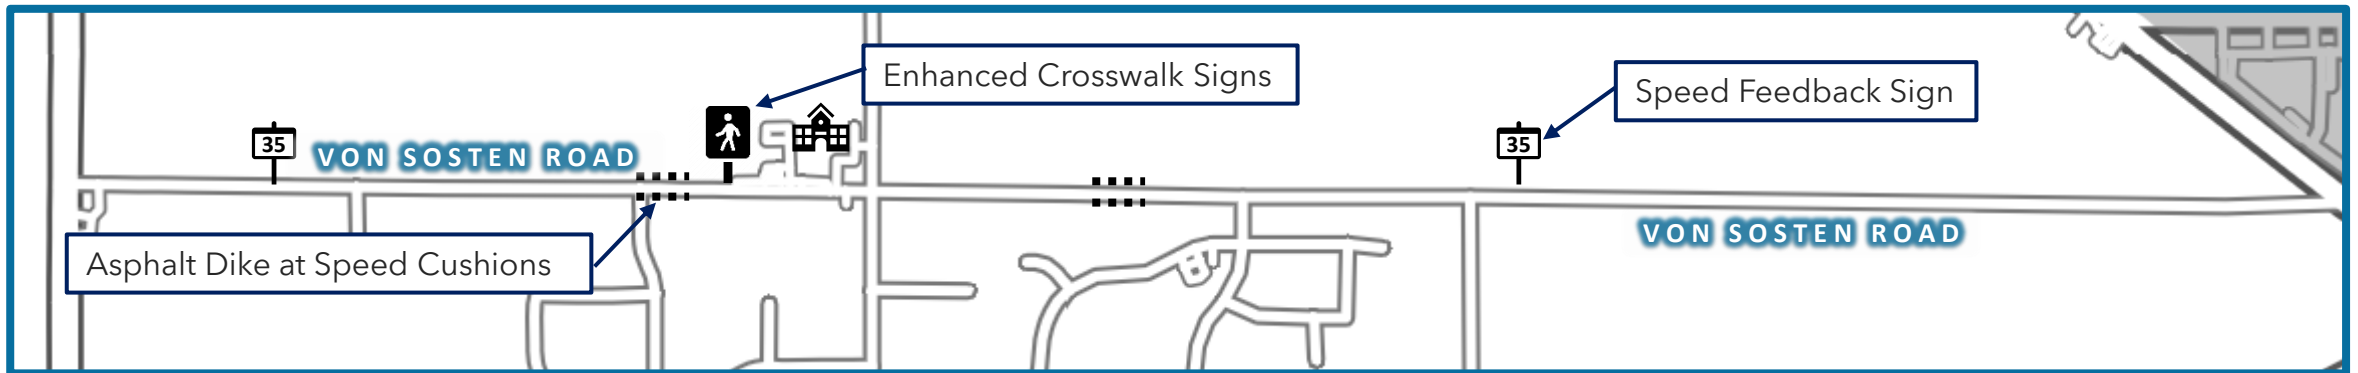 Enhanced Crosswalk Signs
Speed Feedback Sign
35
VON SOSTEN ROAD
35
VON SOSTEN ROAD
Asphalt Dike at Speed Cushions